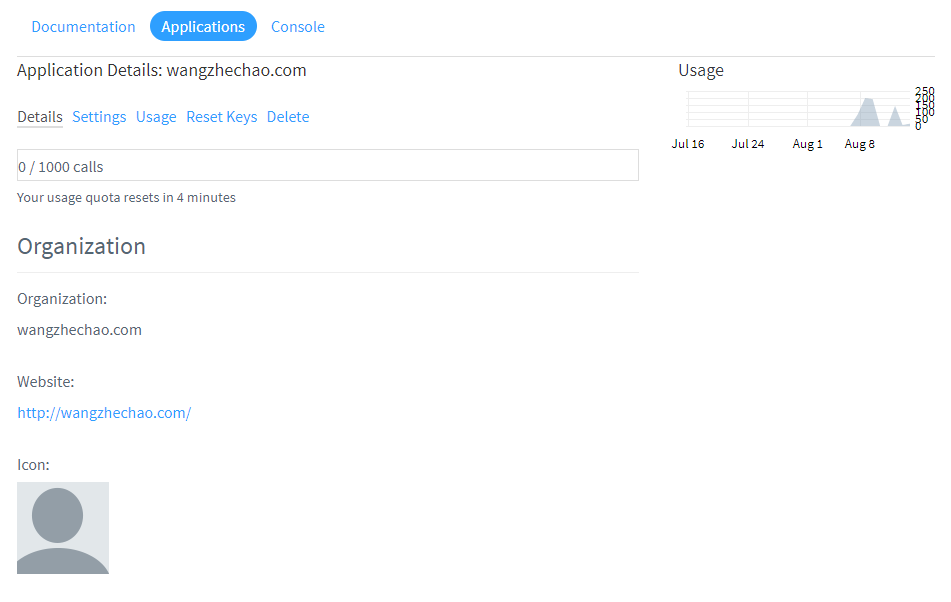 Documentation Applications Console
Application Details: wangzhechao.com
Details Settings Usage Reset Keys Delete
0 / 1000 calls
Your usage quota resets in 4 minutes
Organization
Organization:
wangzhechao.com
Website:
http://wangzhechao.com/
Icon:
Usage
250
200
150
100
50
0
Jul 16 Jul 24 Aug 1 Aug 8